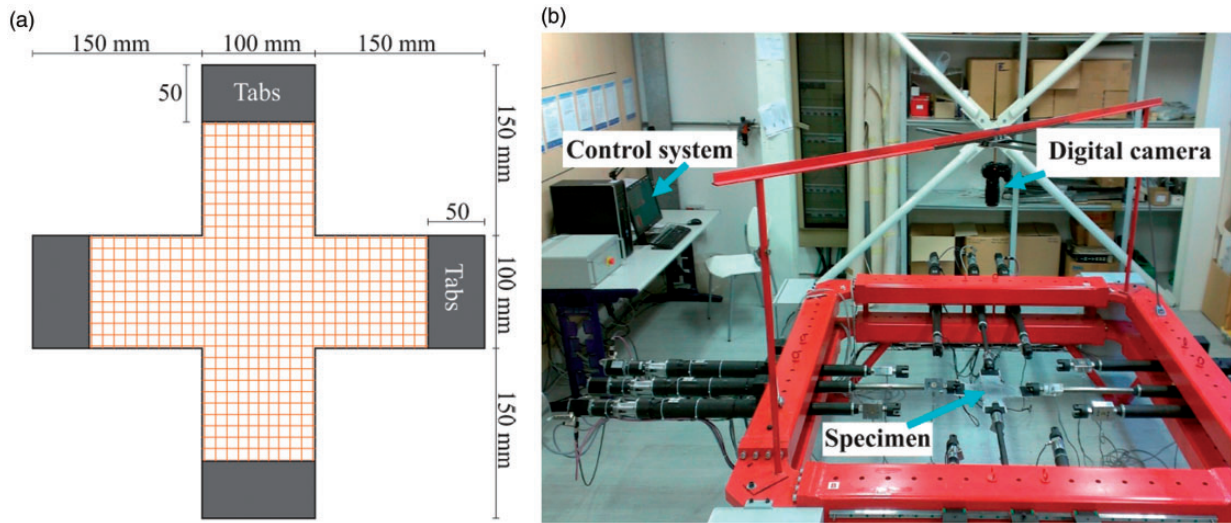 (a)
150 mm
100 mm
150 mm
50
Tabs
150 mm
50
Tabs
100 mm
150 mm
(b)
Control system
Digital camera
Specimen